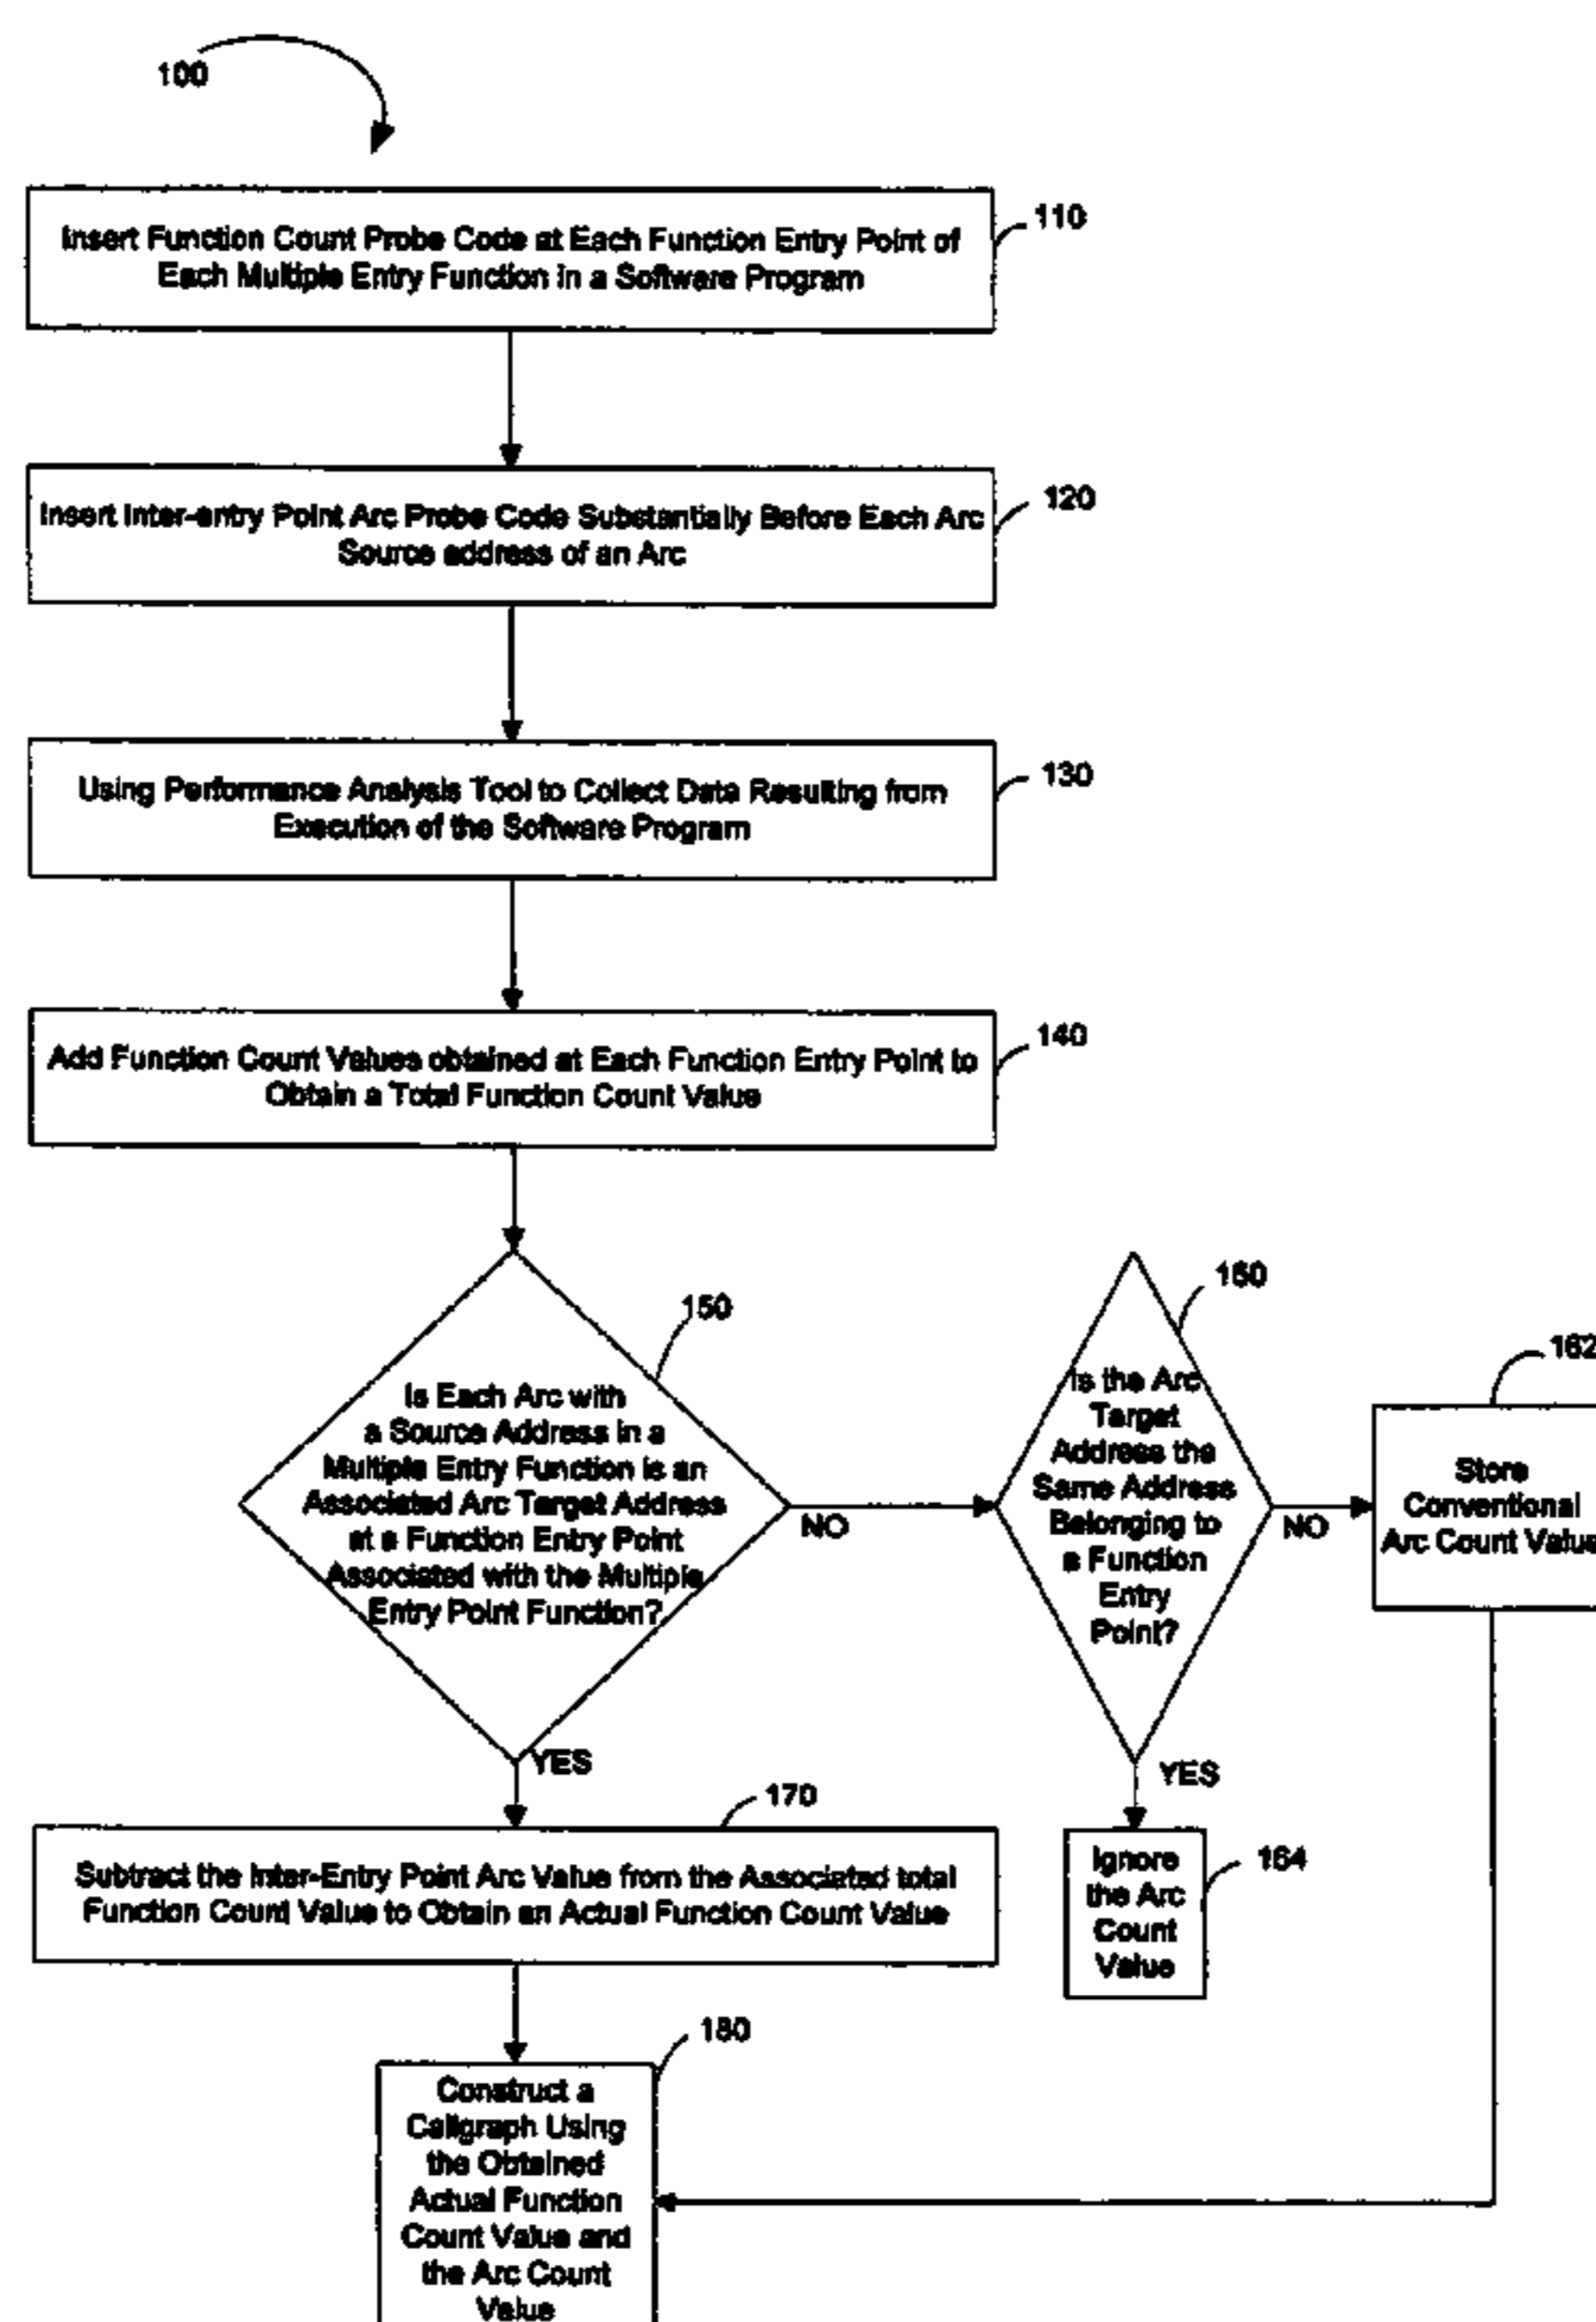 100
110
Insert Function Count Probe Code at Each Function Entry Point of
Each Multiple Entry Function in a Software Program
120
Insert Inter-entry Point Arc Probe Code Substantially Before Each Arc
Source address of an Arc
130
Using Performance Analysis Tool to Collect Data Resulting from
Execution of the Software Program
140
Add Function Count Values obtained at Each Function Entry Point to
Obtain a Total Function Count Value
150
Is Each Arc with
a Source Address in a
Multiple Entry Function is an
Associated Arc Target Address
at a Function Entry Point
Associated with the Multiple
Entry Point Function?
NO
YES
160
Is the Arc
Target
Address the
Same Address
Belonging to
a Function
Entry
Point?
NO
YES
162
Store
Conventional
Arc Count Value
164
Ignore
the Arc
Count
Value
170
Subtract the Inter-Entry Point Arc Value from the Associated total
Function Count Value to Obtain an Actual Function Count Value
180
Construct a
Callgraph Using
the Obtained
Actual Function
Count Value and
the Arc Count
Value